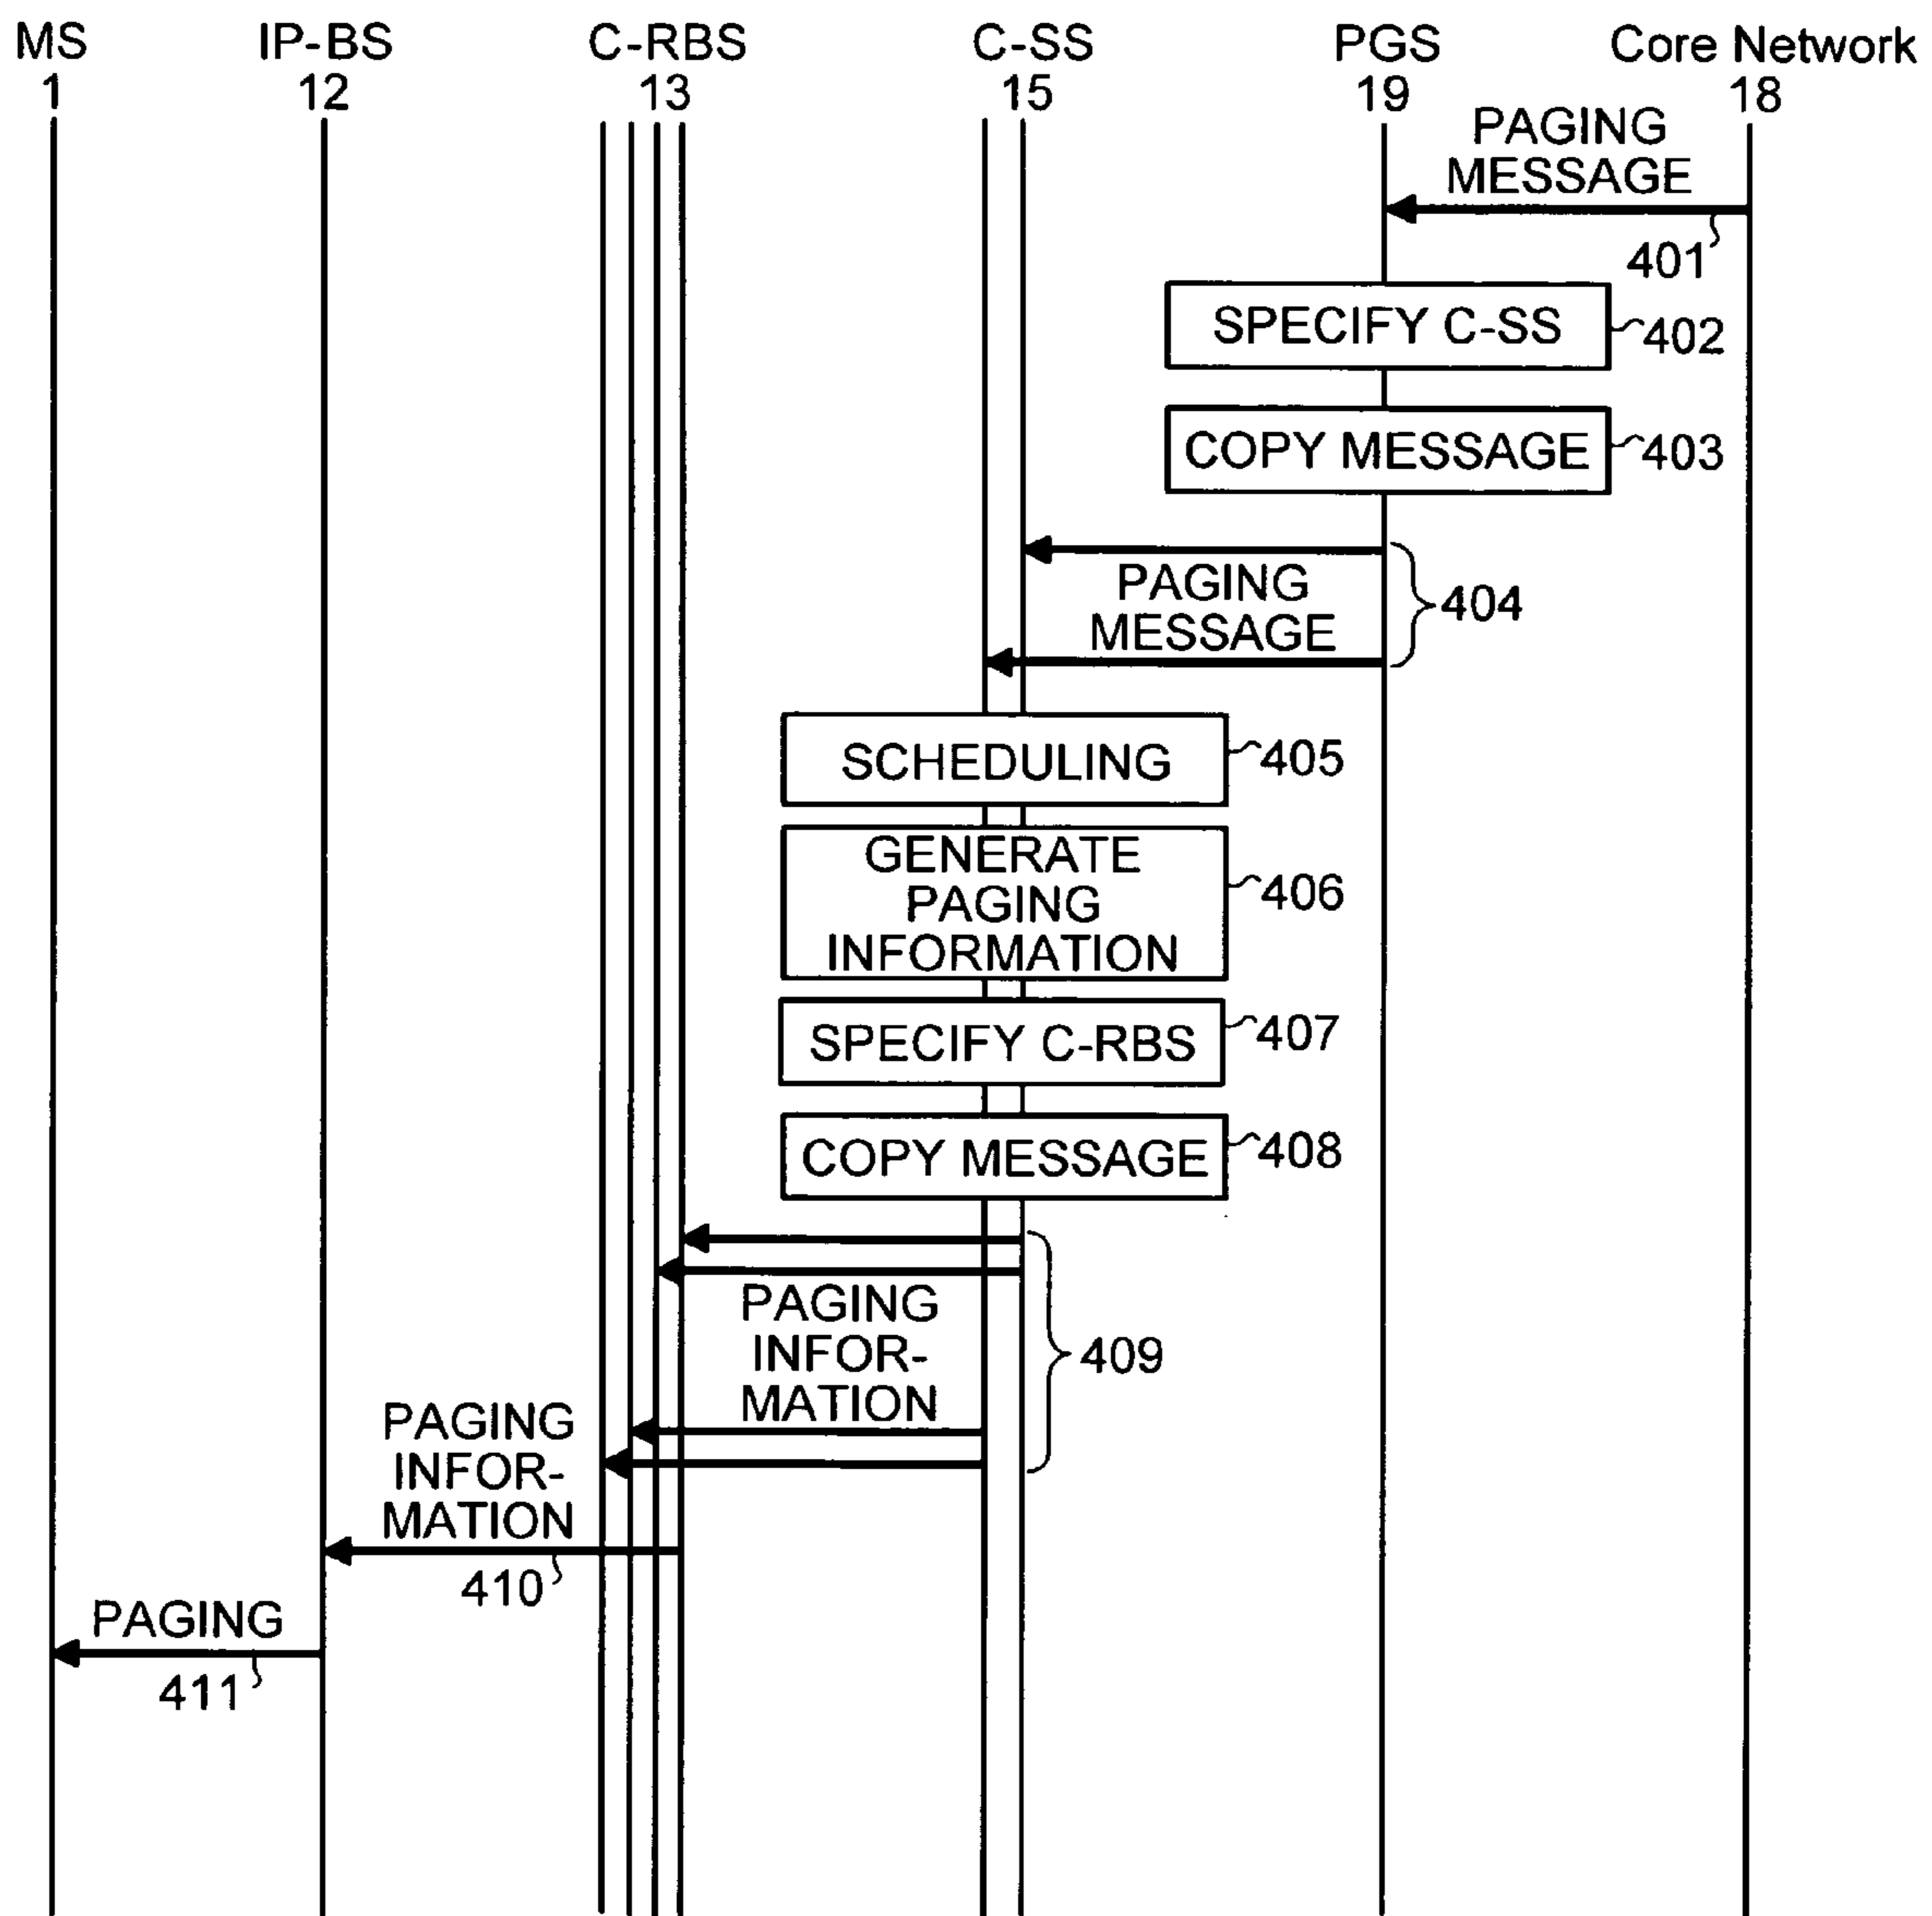 MS IP-BS C-RBS C-SS PGS Core Network
1 12 13 15 19 18
PAGING
MESSAGE
401
SPECIFY C-SS 402
COPY MESSAGE 403
PAGING
MESSAGE
404
SCHEDULING 405
GENERATE
PAGING
INFORMATION
406
SPECIFY C-RBS 407
COPY MESSAGE 408
PAGING
INFOR-
MATION
409
PAGING
INFOR-
MATION
410
PAGING
411